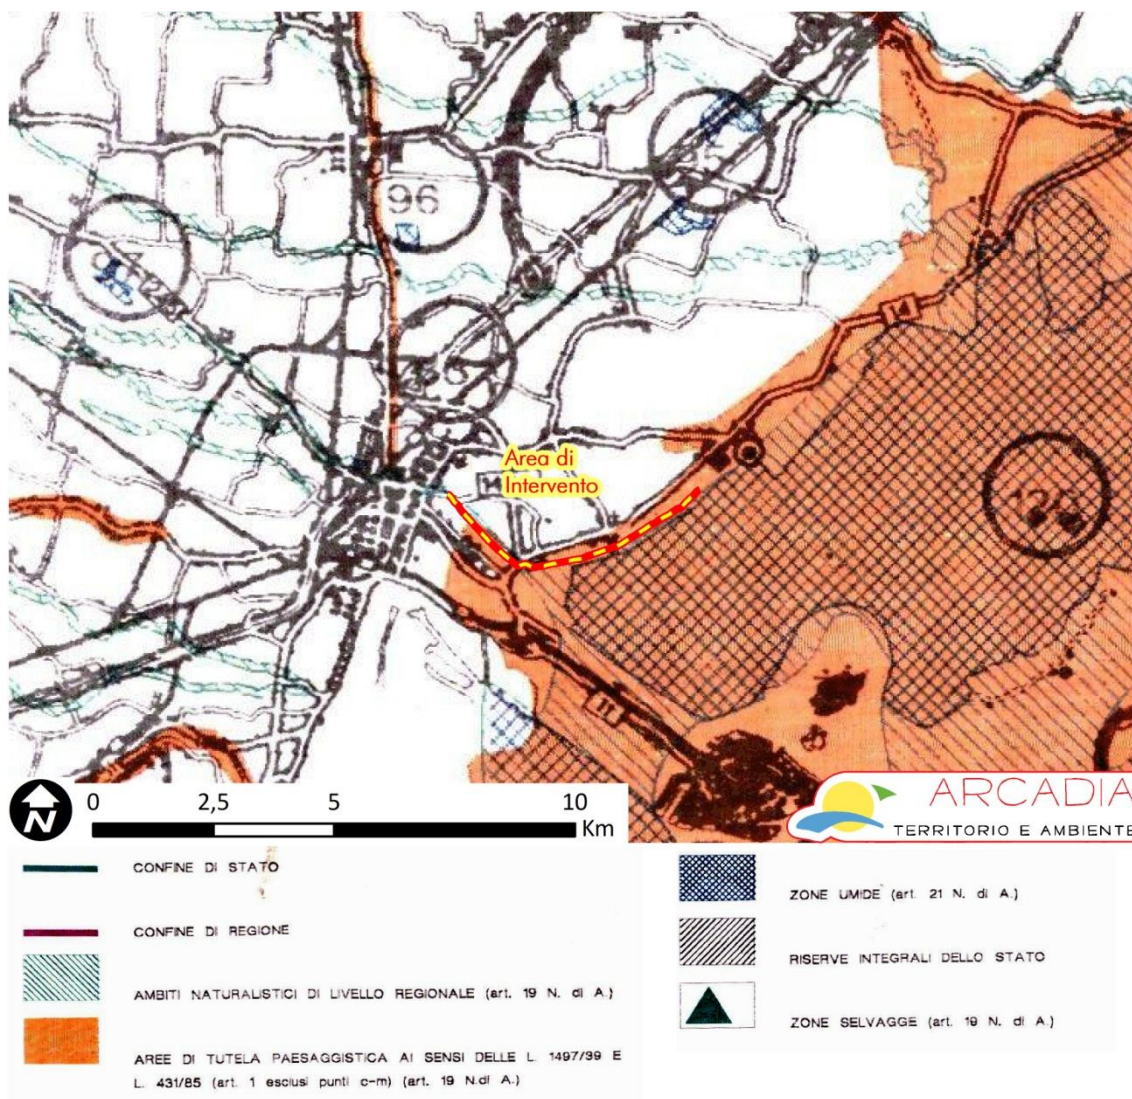 96
14
Area di
Intervento
14
11
N
0 2,5 5 10
Km
ARCADIA
TERRITORIO E AMBIENTE
CONFINE DI STATO
CONFINE DI REGIONE
AMBITI NATURALISTICI DI LIVELLO REGIONALE (art. 19 N. di A.)
AREE DI TUTELA PAESAGGISTICA AI SENSI DELLE L. 1497/39 E
L. 431/85 (art. 1 esclusi punti c-m) (art. 19 N.di A.)
ZONE UMIDE (art. 21 N. di A.)
RISERVE INTEGRALI DELLO STATO
ZONE SELVAGGE (art. 19 N. di A.)